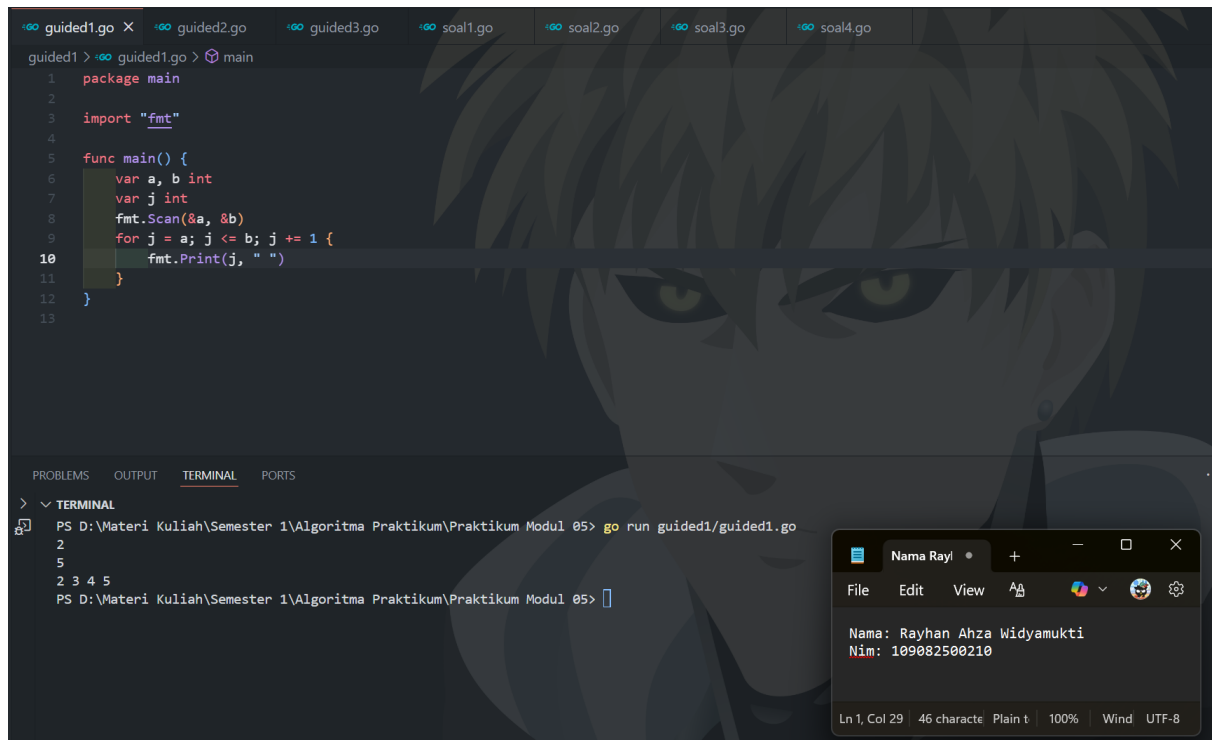 guided1.go guided2.go guided3.go soal1.go soal2.go soal3.go soal4.go
guided1 > guided1.go > main
1 package main
2
3 import "fmt"
4
5 func main() {
6 var a, b int
7 var j int
8 fmt.Scan(&a, &b)
9 for j = a; j <= b; j += 1 {
10 fmt.Print(j, " ")
11 }
12 }
13
PROBLEMS OUTPUT TERMINAL PORTS
TERMINAL
PS D:\Materi Kuliah\Semester 1\Algoritma Praktikum\Praktikum Modul 05> go run guided1/guided1.go
2
5
2 3 4 5
PS D:\Materi Kuliah\Semester 1\Algoritma Praktikum\Praktikum Modul 05>
Nama Rayl
File Edit View
Nama: Rayhan Ahza Widyamukti
Nim: 109082500210
Ln 1, Col 29 46 characte Plain t 100% Wind UTF-8